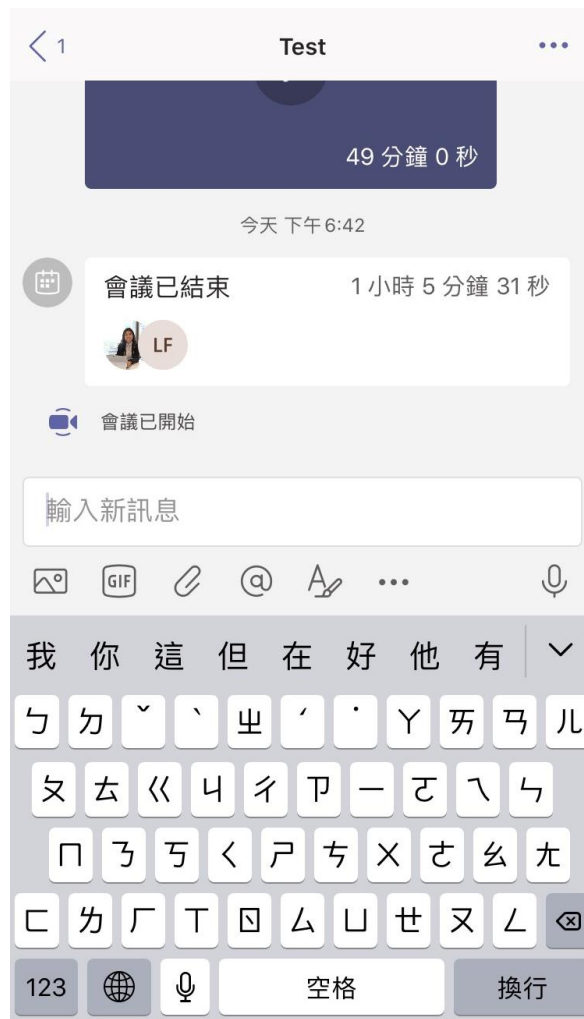 1
Test
49 分鐘 0 秒
今天 下午 6:42
會議已結束 1 小時 5 分鐘 31 秒
LF
會議已開始
輸入新訊息
GIF @ A
我 你 這 但 在 好 他 有
ㄅ ㄉ ˇ ˋ ㄓ ˊ ˙ ㄚ ㄞ ㄢ ㄦ
ㄆ ㄊ ㄍ ㄐ ㄔ ㄗ ㄧ ㄛ ㄟ ㄣ
ㄇ ㄋ ㄎ ㄑ ㄕ ㄘ ㄨ ㄜ ㄠ ㄤ
ㄈ ㄌ ㄏ ㄒ ㄖ ㄙ ㄩ ㄝ ㄡ ㄥ
123 空格 換行